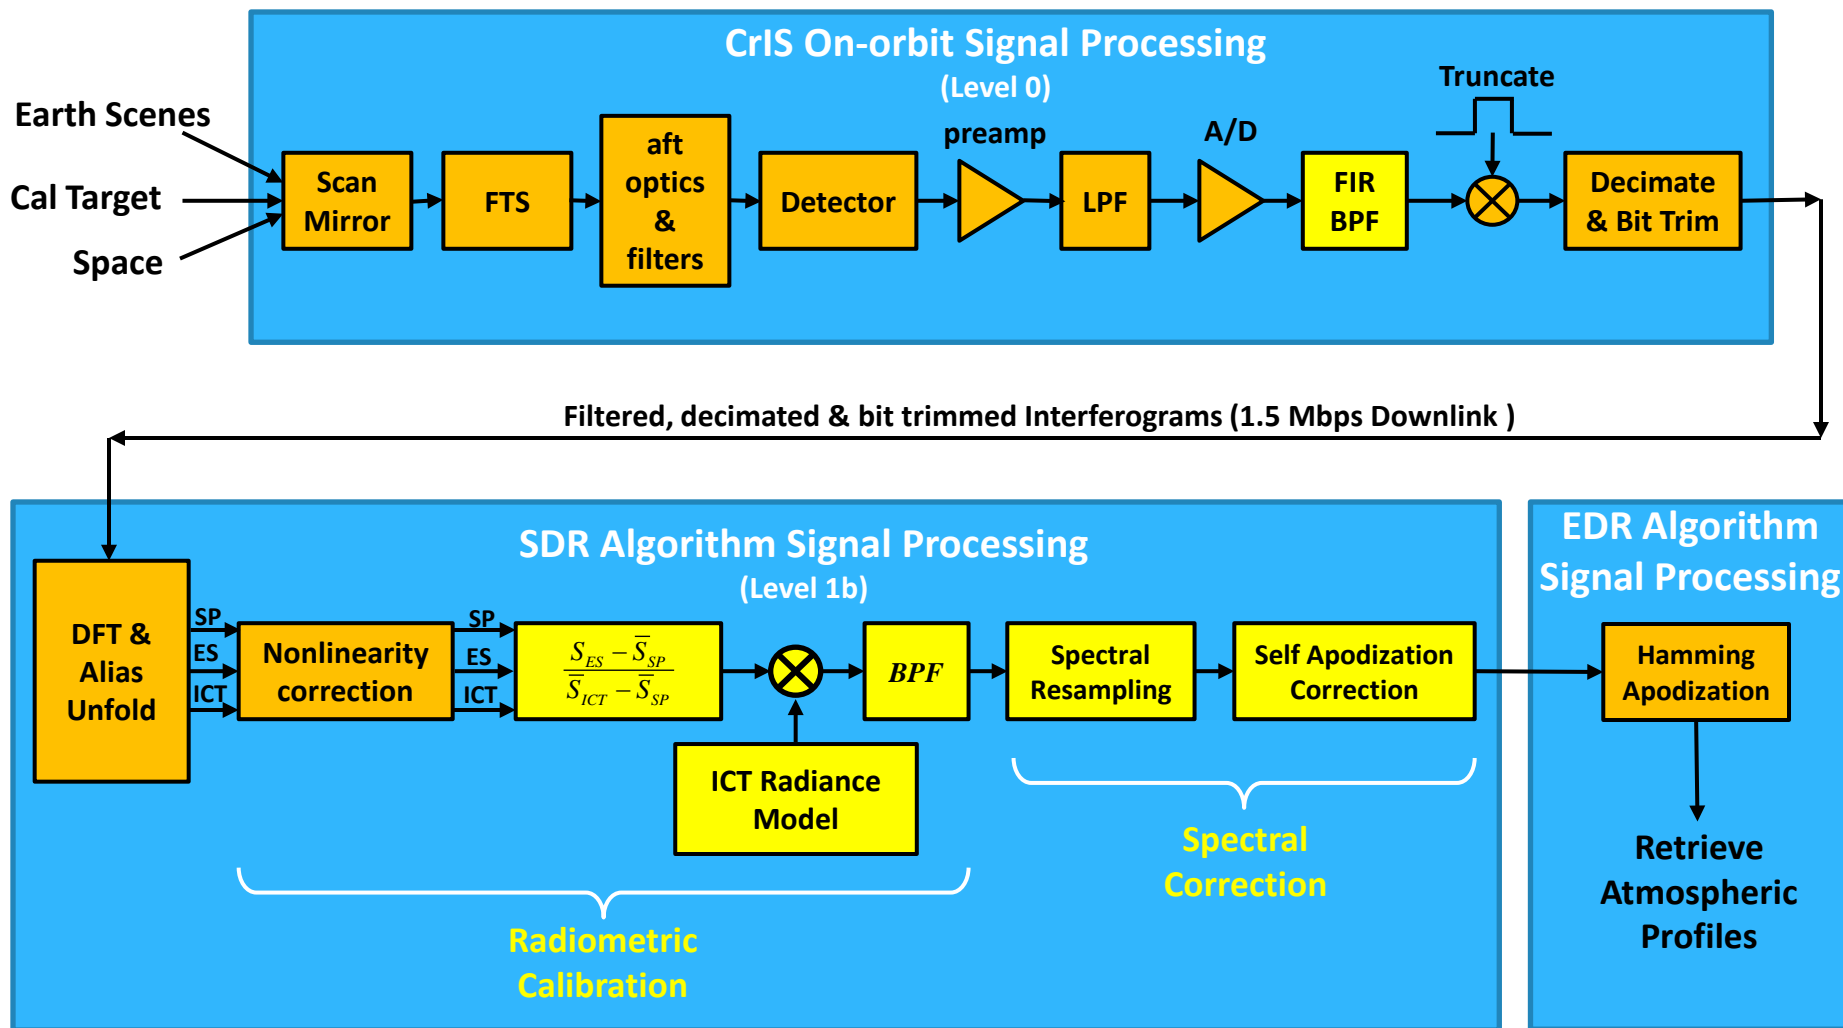 CrIS On-orbit Signal Processing
(Level 0)
Earth Scenes
Cal Target
Space
Scan
Mirror
FTS
aft
optics
&
filters
Detector
preamp
LPF
A/D
FIR
BPF
Truncate
Decimate
& Bit Trim
Filtered, decimated & bit trimmed Interferograms (1.5 Mbps Downlink )
SDR Algorithm Signal Processing
(Level 1b)
DFT &
Alias
Unfold
SP
ES
ICT
Nonlinearity
correction
SP
ES
ICT
S_ES − S̅_SP
S̅_ICT − S̅_SP
BPF
ICT Radiance
Model
Spectral
Resampling
Self Apodization
Correction
Radiometric
Calibration
Spectral
Correction
EDR Algorithm
Signal Processing
Hamming
Apodization
Retrieve
Atmospheric
Profiles